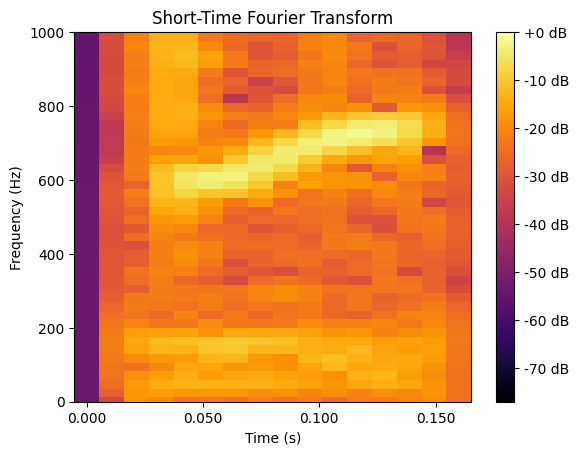 Short-Time Fourier Transform
Frequency (Hz)
1000
800
600
400
200
0
0.000
0.050
0.100
0.150
Time (s)
+0 dB
-10 dB
-20 dB
-30 dB
-40 dB
-50 dB
-60 dB
-70 dB